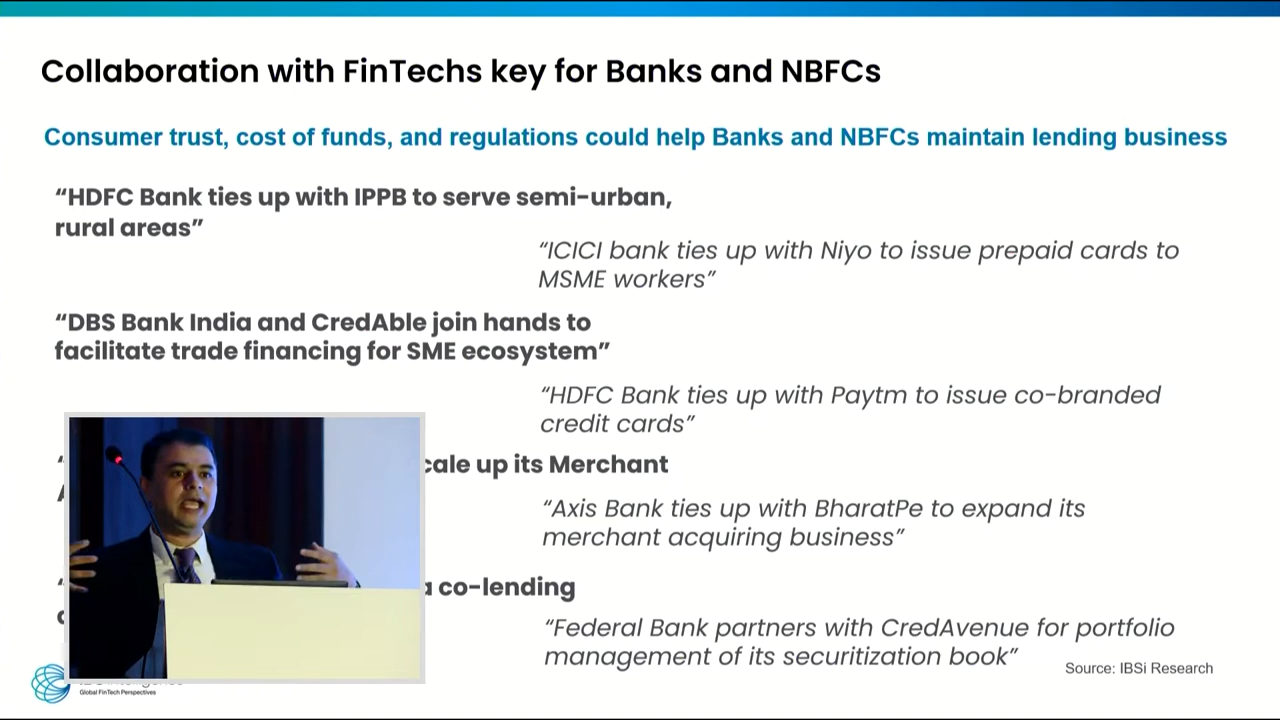 Collaboration with FinTechs key for Banks and NBFCs
Consumer trust, cost of funds, and regulations could help Banks and NBFCs maintain lending business
“HDFC Bank ties up with IPPB to serve semi-urban,
rural areas”
“ICICI bank ties up with Niyo to issue prepaid cards to
MSME workers”
“DBS Bank India and CredAble join hands to
facilitate trade financing for SME ecosystem”
“HDFC Bank ties up with Paytm to issue co-branded
credit cards”
up its Merchant
“Axis Bank ties up with BharatPe to expand its
merchant acquiring business”
co-lending
“Federal Bank partners with CredAvenue for portfolio
management of its securitization book”
Source: IBSi Research
Global FinTech Perspectives